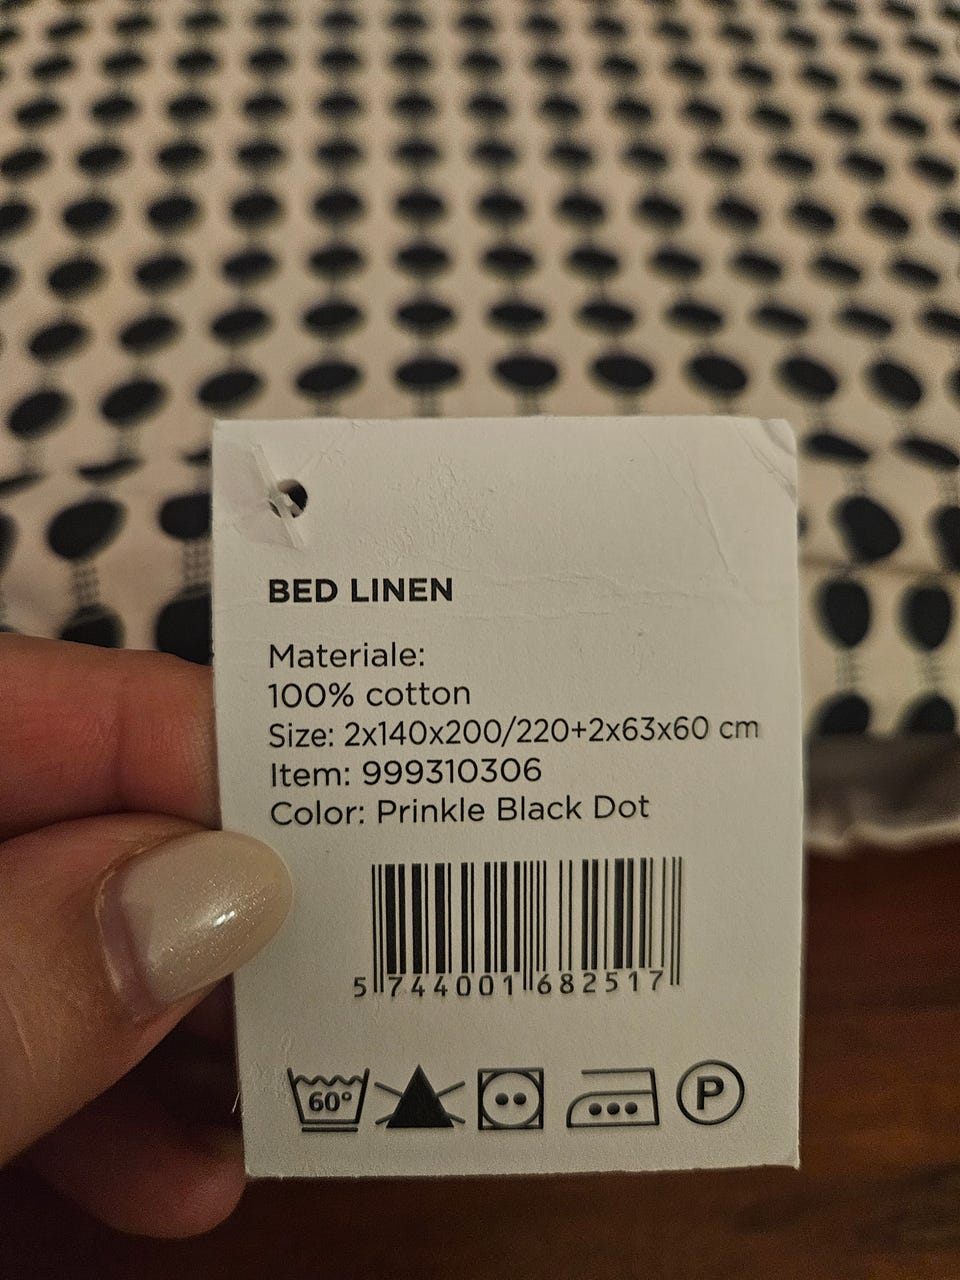 BED LINEN
Materiale:
100% cotton
Size: 2x140x200/220+2x63x60 cm
Item: 999310306
Color: Prinkle Black Dot
5 744001 682517
60°
P